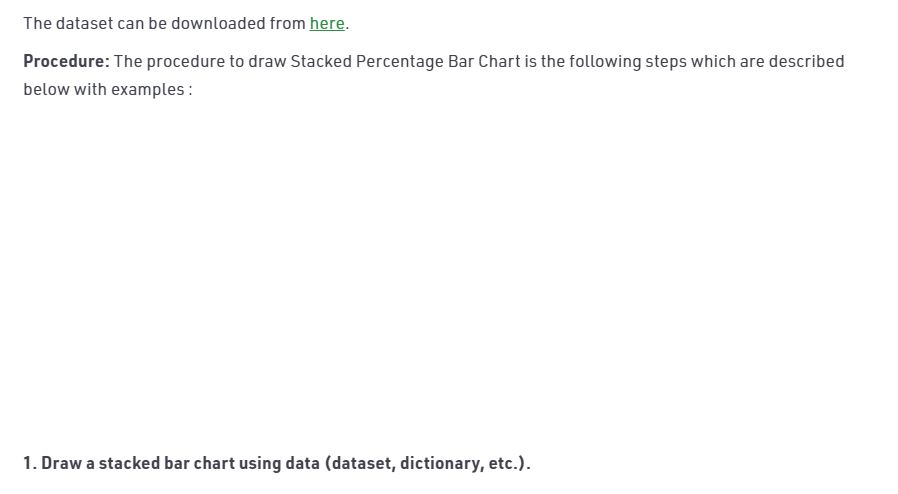 The dataset can be downloaded from here.
Procedure: The procedure to draw Stacked Percentage Bar Chart is the following steps which are described
below with examples :
1. Draw a stacked bar chart using data (dataset, dictionary, etc.).